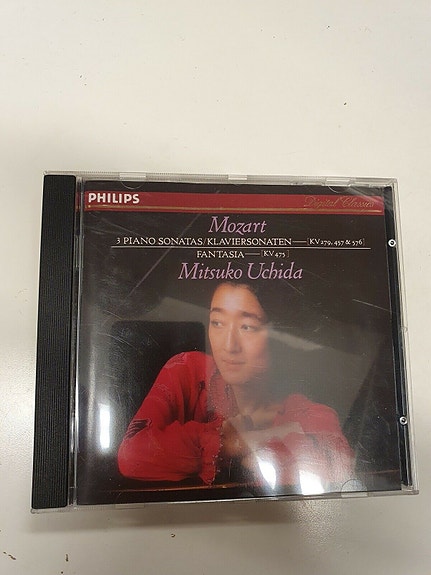 PHILIPS
Digital Classics
Mozart
3 PIANO SONATAS/KLAVIERSONATEN—[KV 279, 457 & 576]
FANTASIA—[KV 475]
Mitsuko Uchida